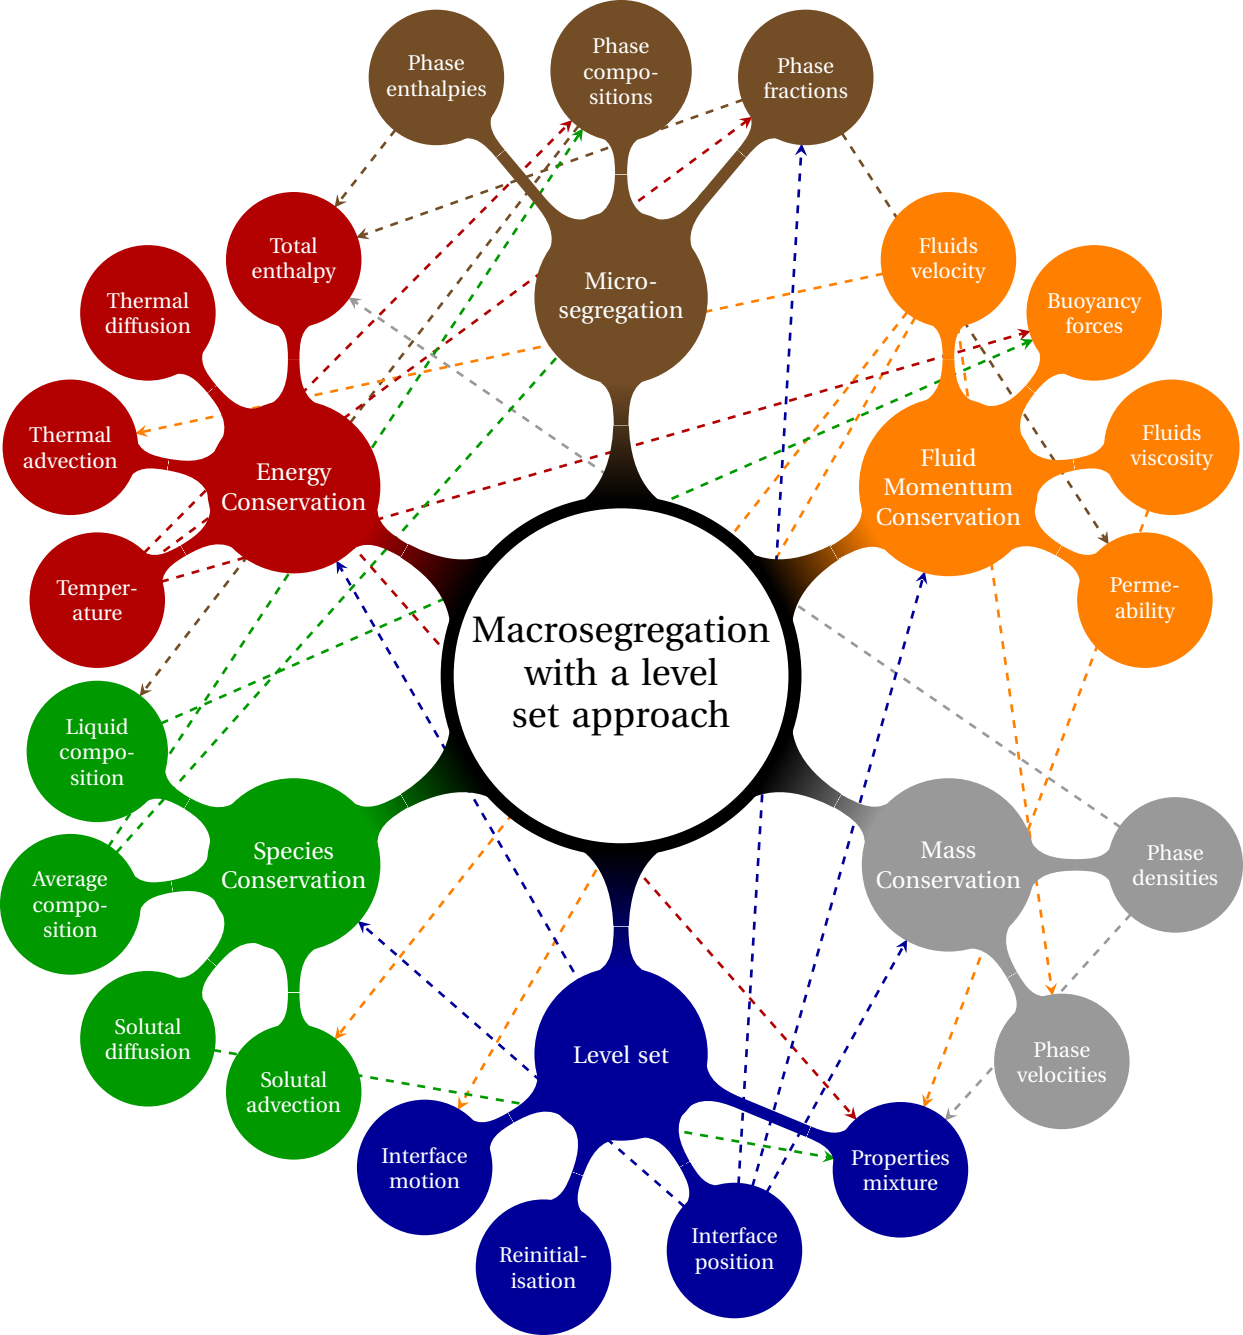 Phase
enthalpies
Phase
compo-
sitions
Phase
fractions
Total
enthalpy
Fluids
velocity
Thermal
diffusion
Micro-
segregation
Buoyancy
forces
Thermal
advection
Fluids
viscosity
Energy
Conservation
Fluid
Momentum
Conservation
Temper-
ature
Perme-
ability
Macrosegregation
with a level
set approach
Liquid
compo-
sition
Species
Conservation
Mass
Conservation
Phase
densities
Average
compo-
sition
Solutal
diffusion
Level set
Phase
velocities
Solutal
advection
Interface
motion
Properties
mixture
Reinitial-
isation
Interface
position